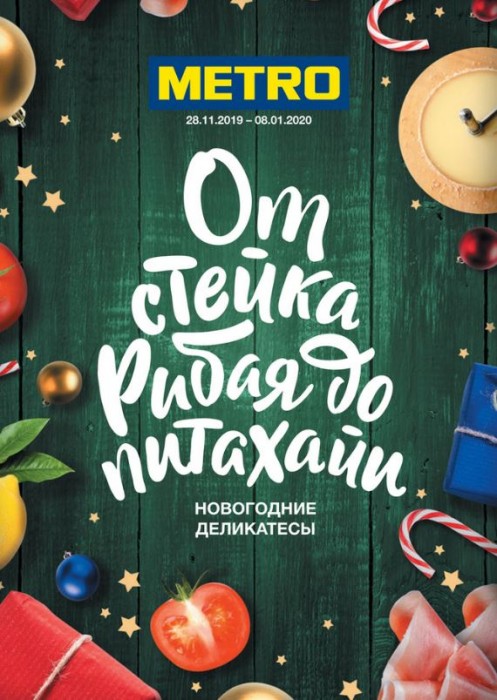 METRO
28.11.2019 – 08.01.2020
От
стейка
Рибая до
питахайи
НОВОГОДНИЕ
ДЕЛИКАТЕСЫ